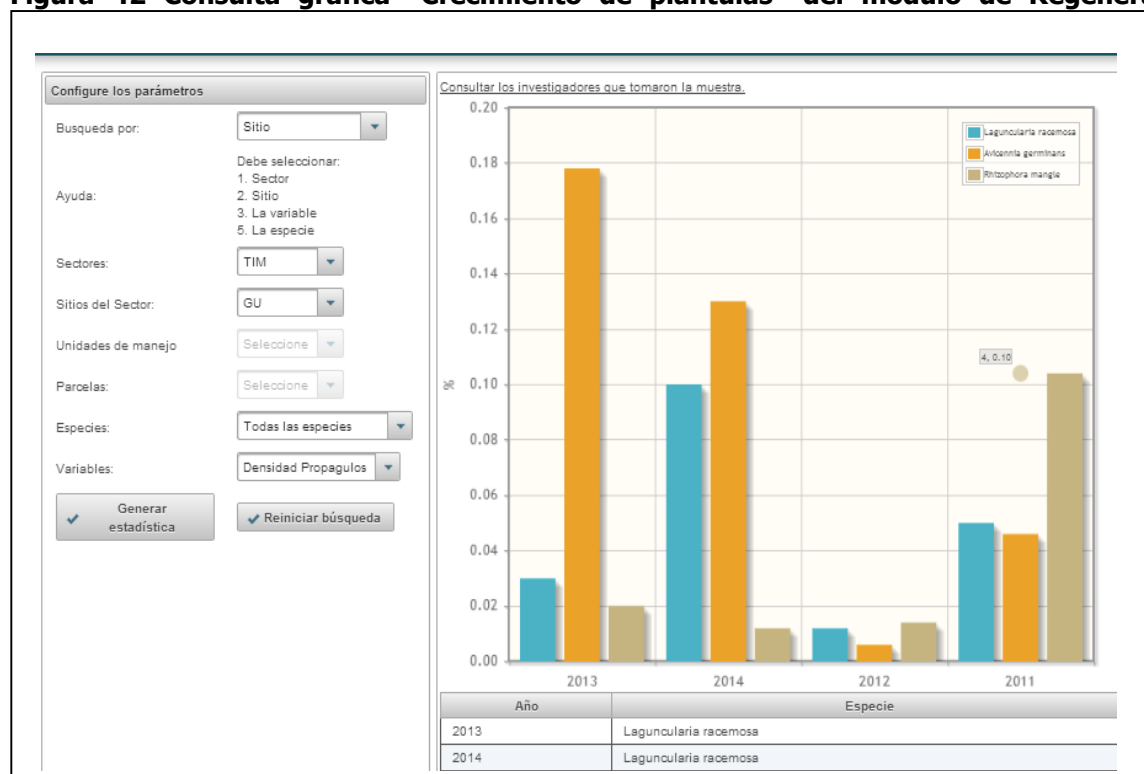 Figura 12 Consulta gráfica "Crecimiento de plántulas" del módulo de Regener
Configure los parámetros
Busqueda por:
Sitio
Ayuda:
Debe seleccionar:
1. Sector
2. Sitio
3. La variable
5. La especie
Sectores:
TIM
Sitios del Sector:
GU
Unidades de manejo
Seleccione
Parcelas:
Seleccione
Especies:
Todas las especies
Variables:
Densidad Propagulos
Generar
estadística
Reiniciar búsqueda
Consultar los investigadores que tomaron la muestra.
0.20
0.18
0.16
0.14
0.12
0.10
0.08
0.06
0.04
0.02
0.00
%
Laguncularia racemosa
Avicennia germinans
Rhizophora mangle
4, 0.10
2013 2014 2012 2011
Año Especie
2013 Laguncularia racemosa
2014 Laguncularia racemosa